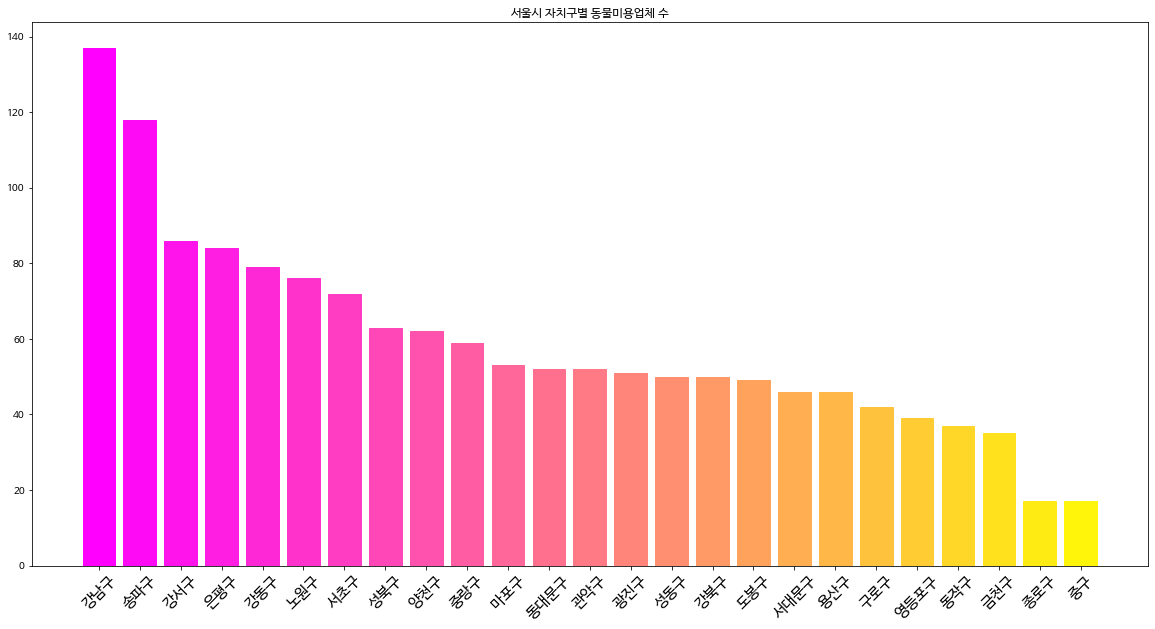 서울시 자치구별 동물미용업체 수
140
120
100
80
60
40
20
0
강남구
송파구
강서구
은평구
강동구
노원구
서초구
성북구
양천구
중랑구
마포구
동대문구
관악구
광진구
성동구
강북구
도봉구
서대문구
용산구
구로구
영등포구
동작구
금천구
종로구
중구